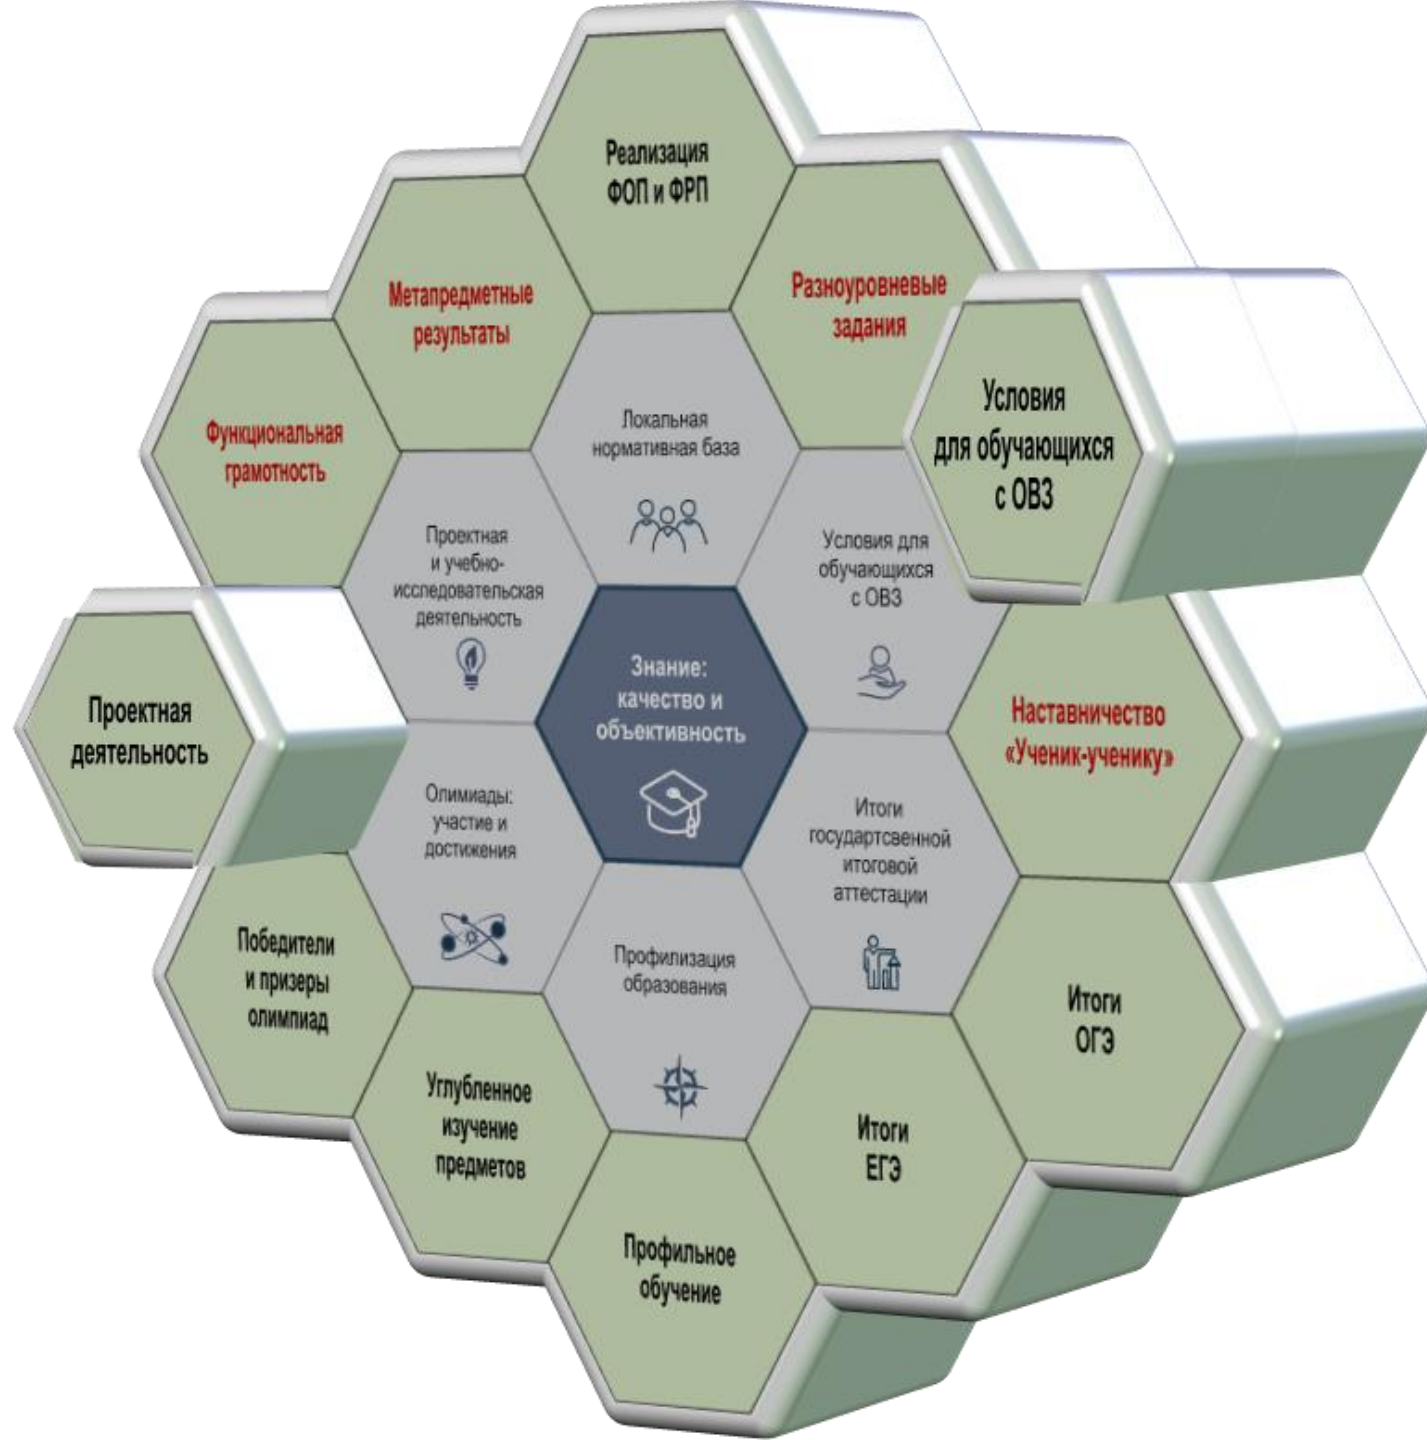 Реализация
ФОП и ФРП
Метапредметные
результаты
Разноуровневые
задания
Функциональная
грамотность
Локальная
нормативная база
Условия
для обучающихся
с ОВЗ
Проектная
и учебно-
исследовательская
деятельность
Условия для
обучающихся
с ОВЗ
Знание:
качество и
объективность
Проектная
деятельность
Наставничество
«Ученик-ученику»
Олимиады:
участие и
достижения
Итоги
государтсвенной
итоговой
аттестации
Победители
и призеры
олимпиад
Профилизация
образования
Итоги
ОГЭ
Углубленное
изучение
предметов
Итоги
ЕГЭ
Профильное
обучение